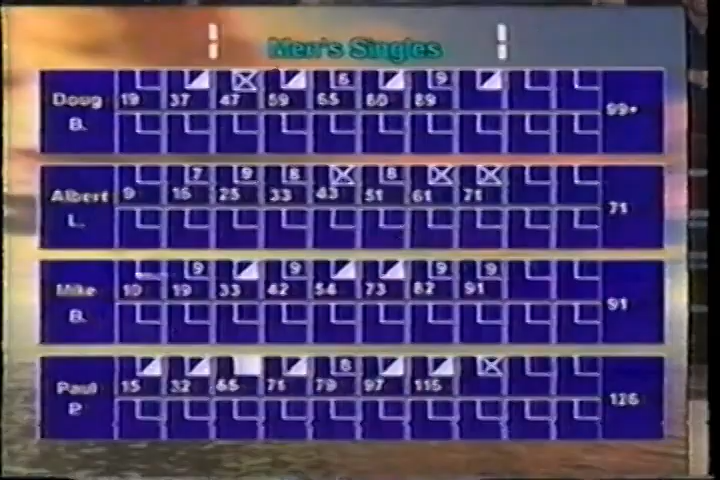 Men's Singles
7 6 9
Doug 19 37 47 59 65 80 89 99+
B.
7 9 8 8
Albert 9 16 25 33 43 51 61 71 71
L.
9 9 9 9
Mike 10 19 33 42 54 73 82 91 91
B.
8
Paul 15 32 71 79 97 115
P.